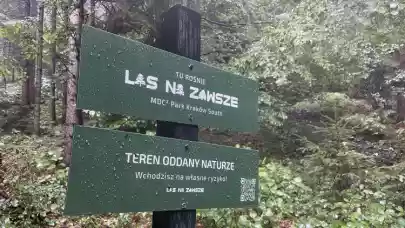 TU ROŚNIE
LAS NA ZAWSZE
MDC² Park Kraków South
TEREN ODDANY NATURZE
Wchodzisz na własne ryzyko!
LAS NA ZAWSZE